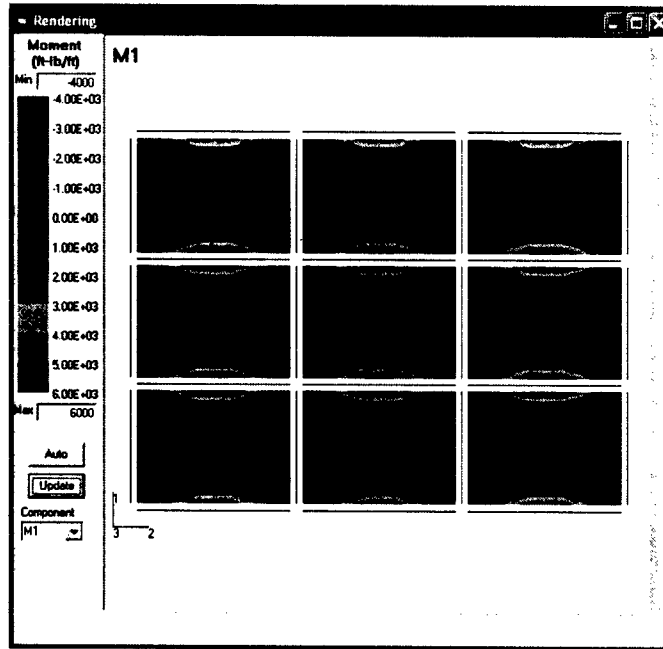 Rendering
Moment
(ft-lb/ft)
M1
Min -4000
-4.00E+03
-3.00E+03
-2.00E+03
-1.00E+03
0.00E+00
1.00E+03
2.00E+03
3.00E+03
4.00E+03
5.00E+03
6.00E+03
Max 6000
Auto
Update
Component
M1
1
3 2